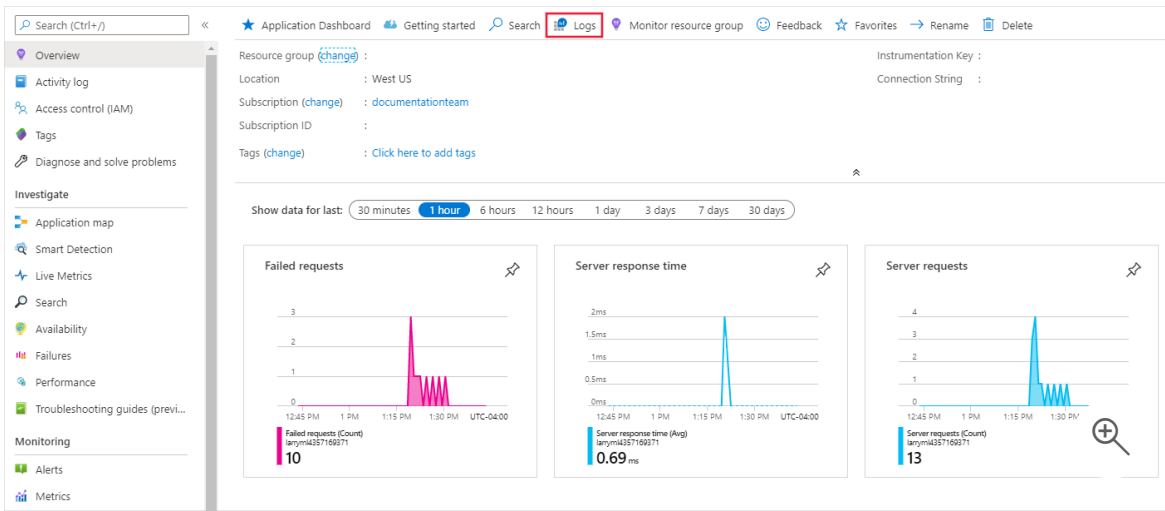 Search (Ctrl+/)
«
Overview
Activity log
Access control (IAM)
Tags
Diagnose and solve problems
Investigate
Application map
Smart Detection
Live Metrics
Search
Availability
Failures
Performance
Troubleshooting guides (previ...
Monitoring
Alerts
Metrics
Application Dashboard Getting started Search Logs Monitor resource group Feedback Favorites Rename Delete
Resource group (change) :
Location : West US
Subscription (change) : documentationteam
Subscription ID :
Tags (change) : Click here to add tags
Instrumentation Key :
Connection String :
Show data for last: 30 minutes 1 hour 6 hours 12 hours 1 day 3 days 7 days 30 days
Failed requests
3
2
1
0
12:45 PM 1 PM 1:15 PM 1:30 PM UTC-04:00
Failed requests (Count)
larryml4357169371
10
Server response time
2ms
1.5ms
1ms
0.5ms
0ms
12:45 PM 1 PM 1:15 PM 1:30 PM UTC-04:00
Server response time (Avg)
larryml4357169371
0.69 ms
Server requests
4
3
2
1
0
12:45 PM 1 PM 1:15 PM 1:30 PM
Server requests (Count)
larryml4357169371
13